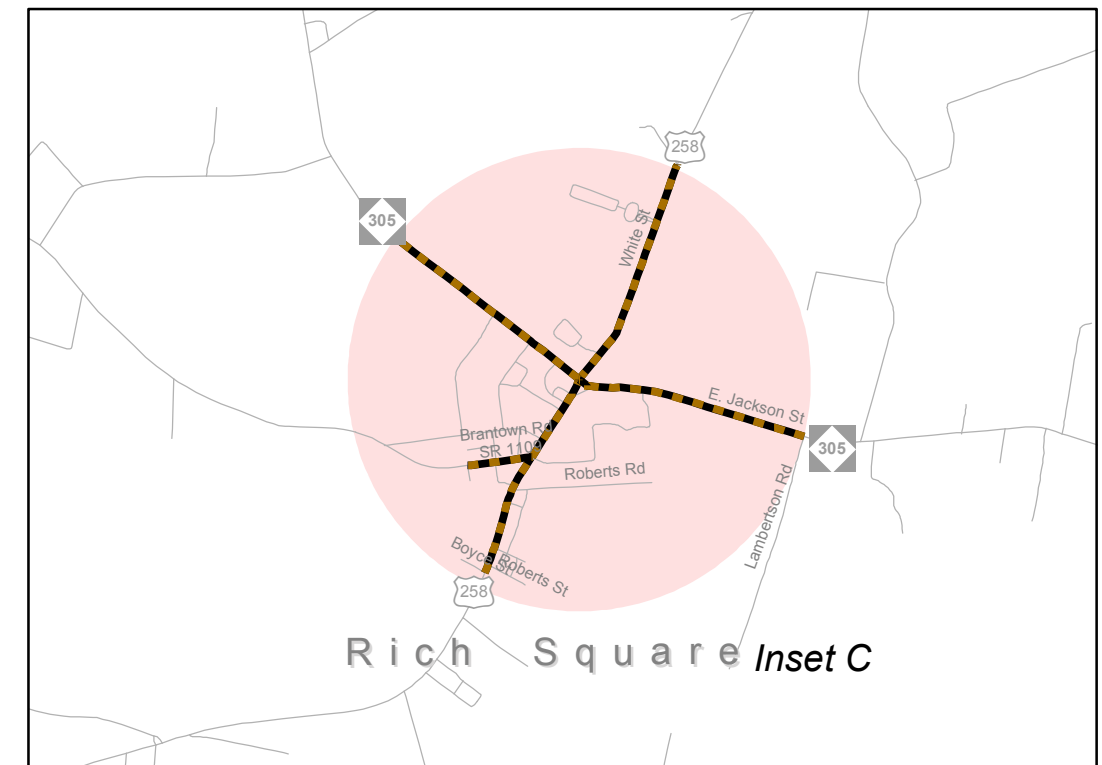 258
305
White St
E. Jackson St
Brantown Rd
SR 1109
305
Roberts Rd
Lambertson Rd
Boyce St
Roberts St
258
Rich Square
Inset C